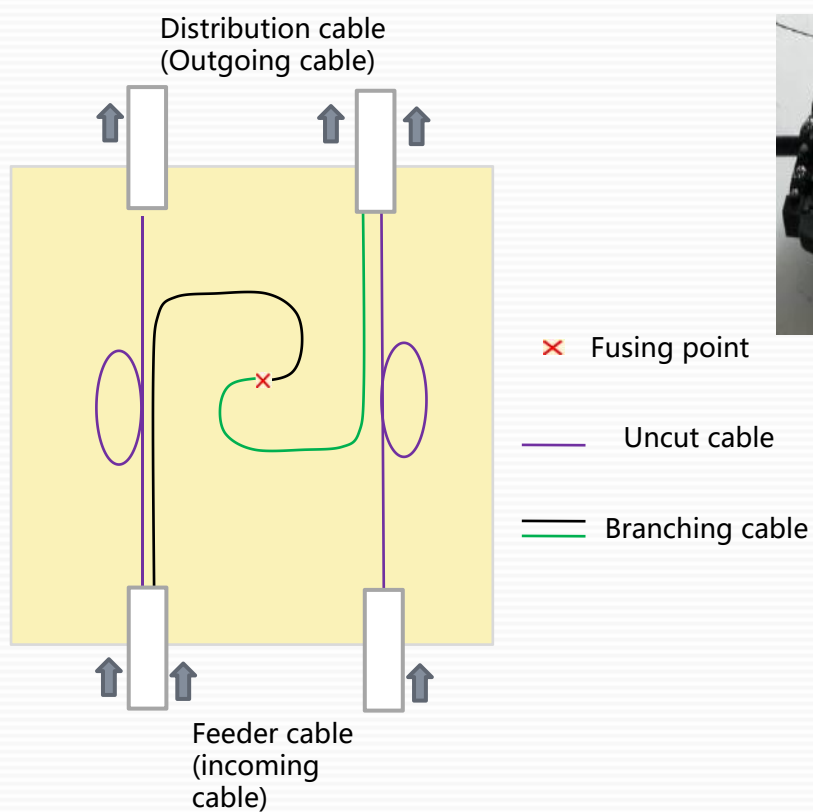 Distribution cable
(Outgoing cable)
Fusing point
Uncut cable
Branching cable
Feeder cable
(incoming
cable)